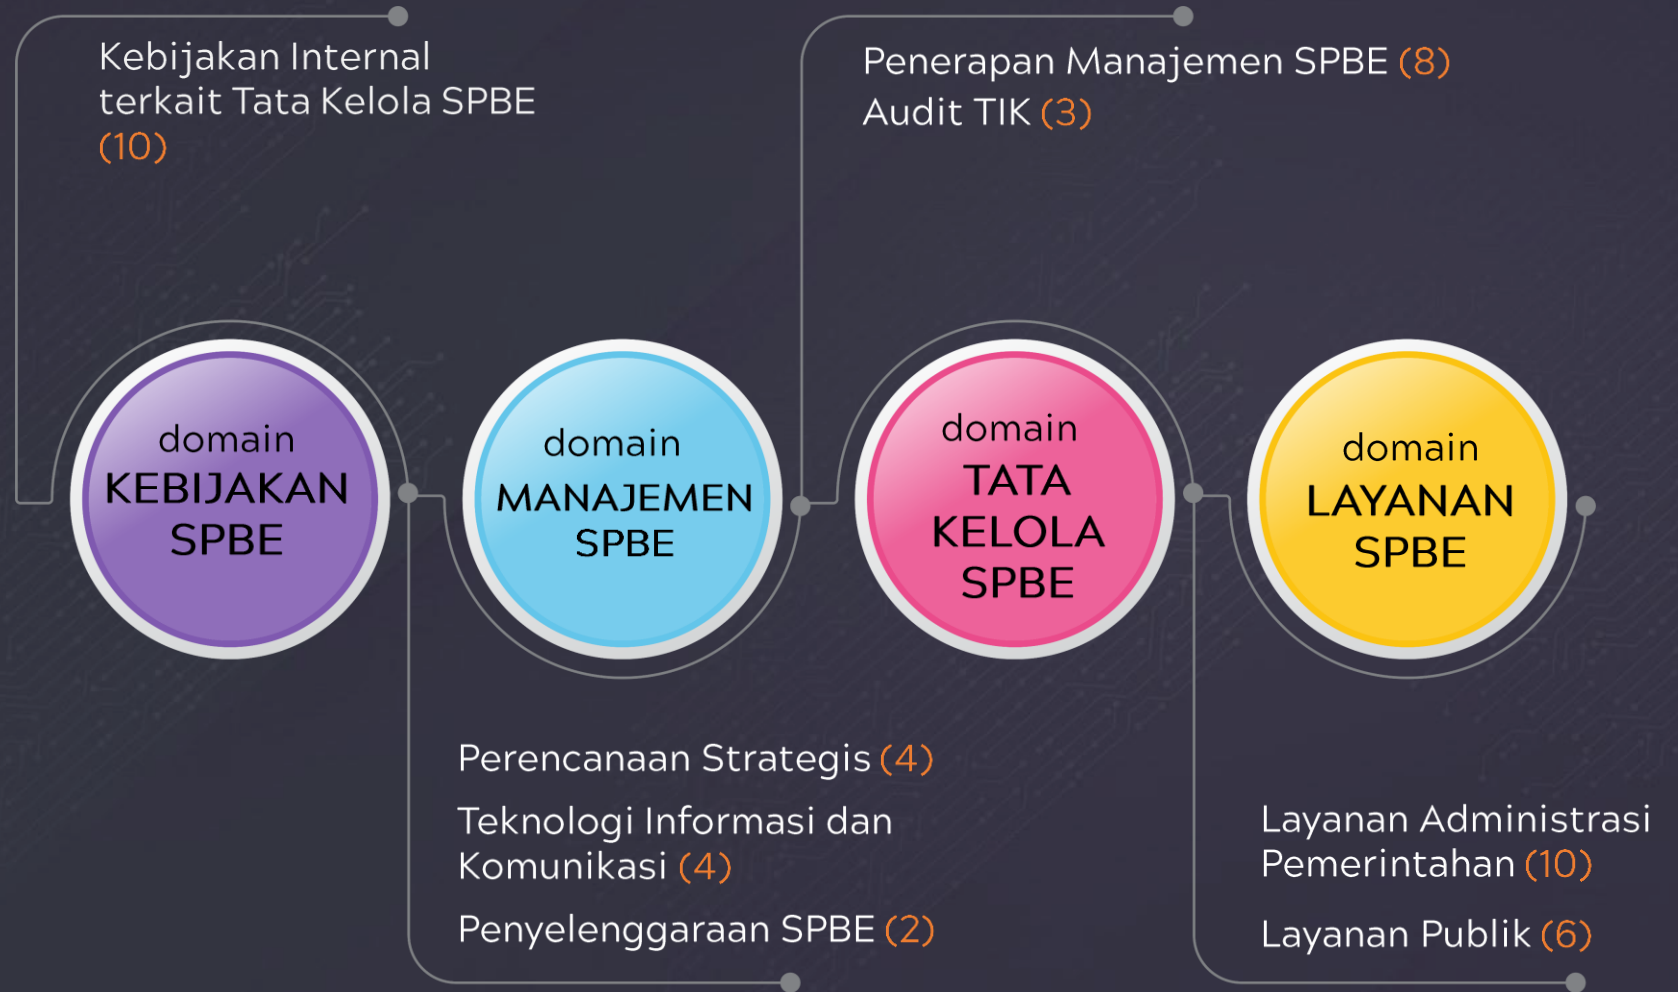 Kebijakan Internal
terkait Tata Kelola SPBE
(10)
Penerapan Manajemen SPBE (8)
Audit TIK (3)
domain
KEBIJAKAN
SPBE
domain
MANAJEMEN
SPBE
domain
TATA
KELOLA
SPBE
domain
LAYANAN
SPBE
Perencanaan Strategis (4)
Teknologi Informasi dan
Komunikasi (4)
Penyelenggaraan SPBE (2)
Layanan Administrasi
Pemerintahan (10)
Layanan Publik (6)